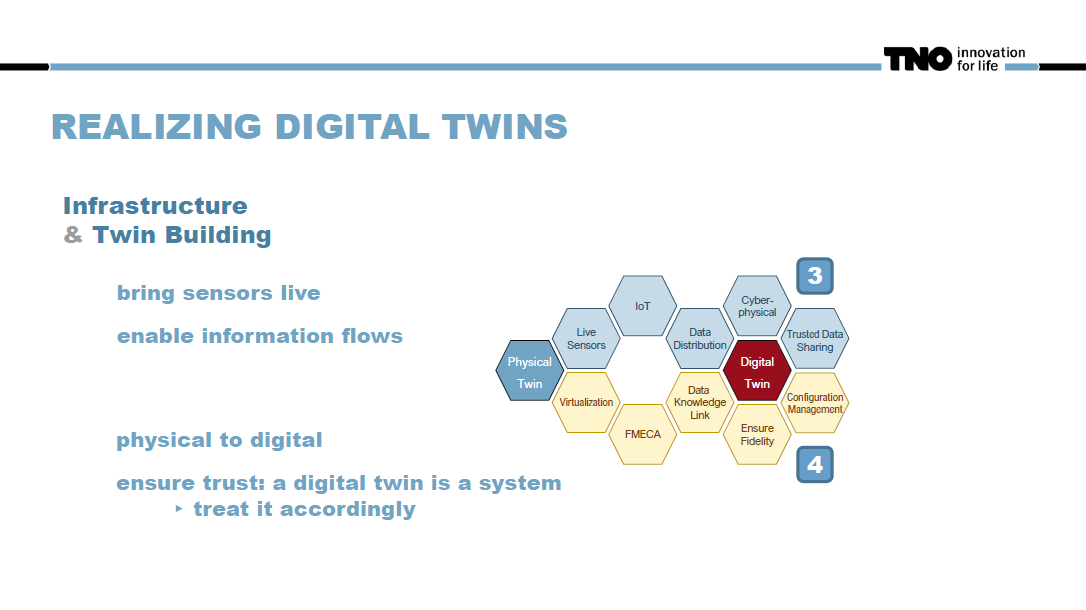 TNO innovation
for life
REALIZING DIGITAL TWINS
Infrastructure
& Twin Building
bring sensors live
enable information flows
physical to digital
ensure trust: a digital twin is a system
▸ treat it accordingly
3
IoT
Cyber-
physical
Live
Sensors
Data
Distribution
Trusted Data
Sharing
Physical
Twin
Digital
Twin
Virtualization
Data
Knowledge
Link
Configuration
Management
FMECA
Ensure
Fidelity
4